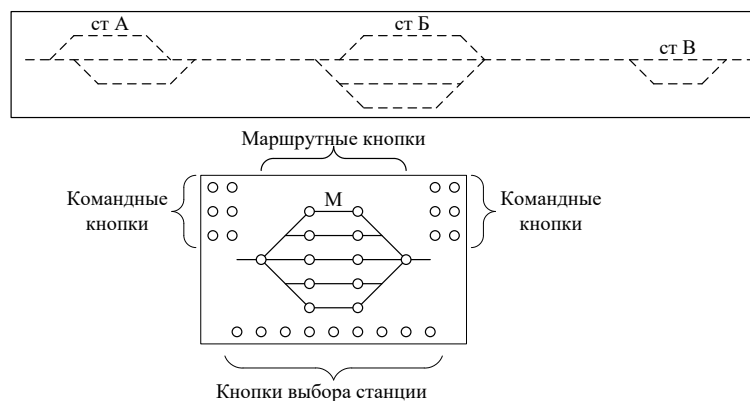 ст А
ст Б
ст В
Маршрутные кнопки
Командные
кнопки
М
Командные
кнопки
Кнопки выбора станции